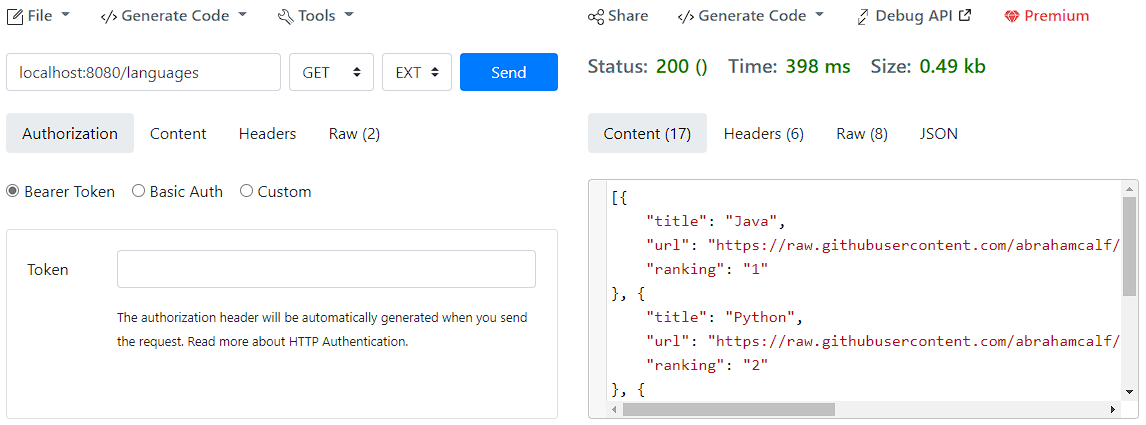 File Generate Code Tools
localhost:8080/languages GET EXT Send
Authorization Content Headers Raw (2)
Bearer Token Basic Auth Custom
Token
The authorization header will be automatically generated when you send
the request. Read more about HTTP Authentication.
Share Generate Code Debug API Premium
Status: 200 () Time: 398 ms Size: 0.49 kb
Content (17) Headers (6) Raw (8) JSON
[{
"title": "Java",
"url": "https://raw.githubusercontent.com/abrahamcalf/
"ranking": "1"
}, {
"title": "Python",
"url": "https://raw.githubusercontent.com/abrahamcalf/
"ranking": "2"
}, {